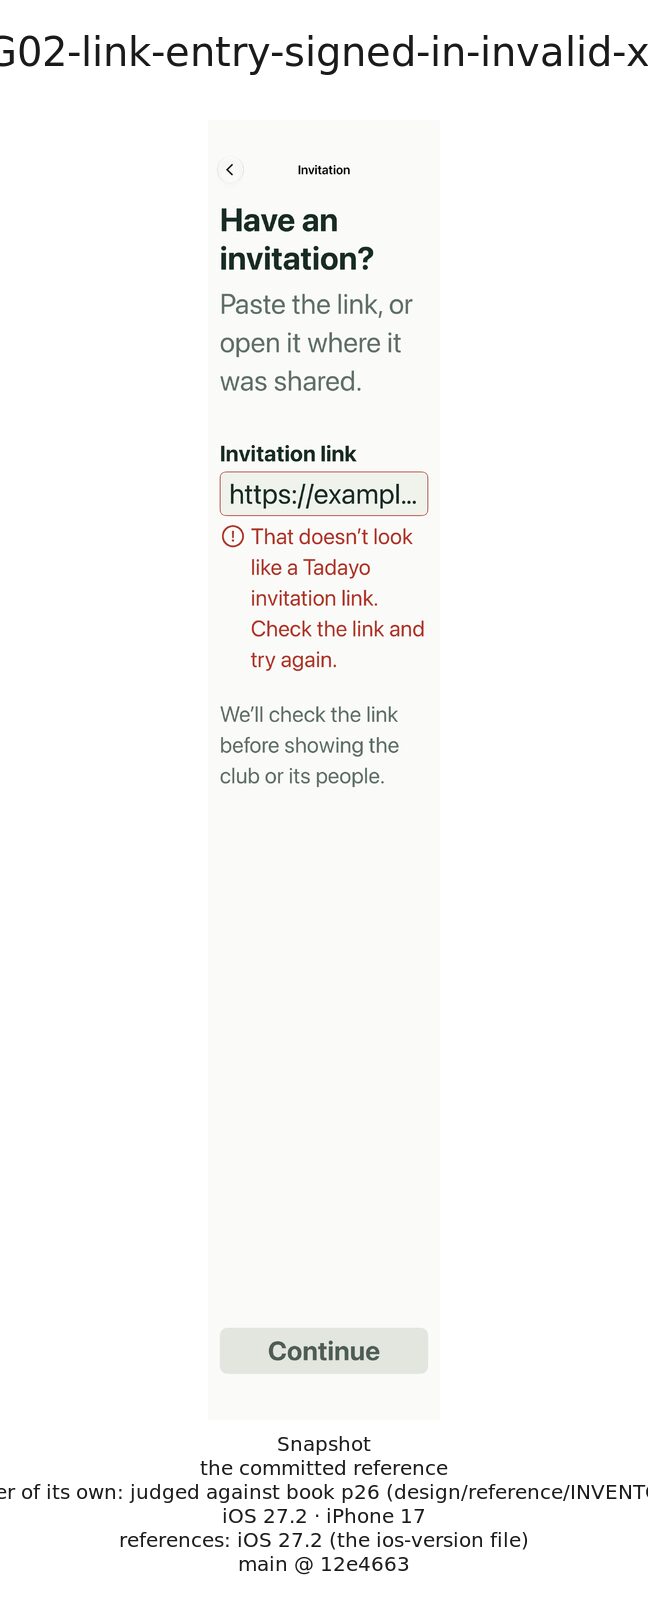 G02-link-entry-signed-in-invalid-x
Invitation
Have an
invitation?
Paste the link, or
open it where it
was shared.
Invitation link
https://exampl…
That doesn’t look
like a Tadayo
invitation link.
Check the link and
try again.
We’ll check the link
before showing the
club or its people.
Continue
Snapshot
the committed reference
er of its own: judged against book p26 (design/reference/INVENTO
iOS 27.2 · iPhone 17
references: iOS 27.2 (the ios-version file)
main @ 12e4663